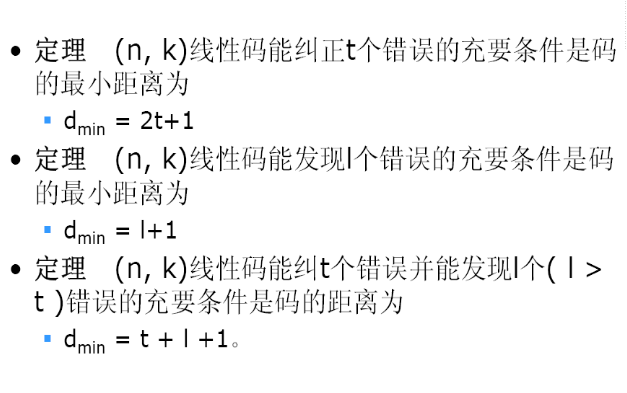 • 定理 (n, k)线性码能纠正t个错误的充要条件是码
的最小距离为
▪ dmin = 2t+1
• 定理 (n, k)线性码能发现l个错误的充要条件是码
的最小距离为
▪ dmin = l+1
• 定理 (n, k)线性码能纠t个错误并能发现l个( l >
t )错误的充要条件是码的距离为
▪ dmin = t + l +1。